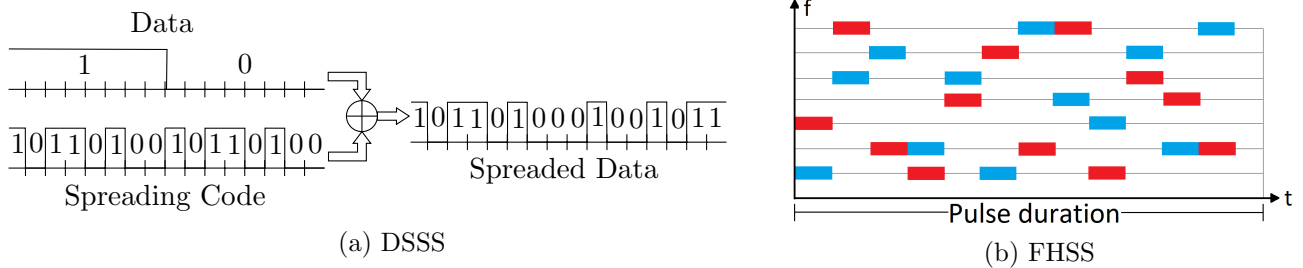 Data
1 0
1011010010110100
Spreading Code
1011010001001011
Spreaded Data
(a) DSSS
f
t
Pulse duration
(b) FHSS